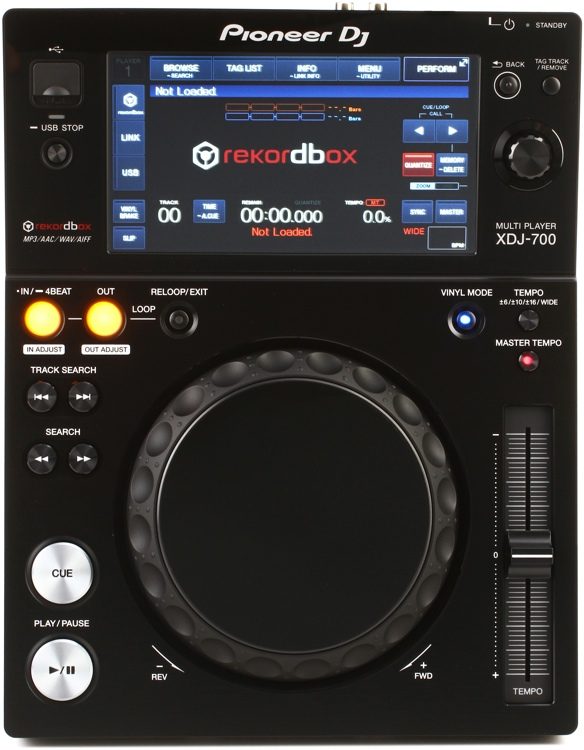 Pioneer Dj
STANDBY
PLAYER
1
BROWSE
SEARCH
TAG LIST
INFO
LINK INFO
MENU
UTILITY
PERFORM
BACK
TAG TRACK
/ REMOVE
Not Loaded.
rekordbox
LINK
USB
--.- Bars
--.- Bars
CUE/LOOP
CALL
rekordbox
QUANTIZE
MEMORY
DELETE
ZOOM
USB STOP
VINYL
BRAKE
SLIP
TRACK
00
TIME
A.CUE
REMAIN
QUANTIZE
00:00.000
Not Loaded.
TEMPO
MT
0.0%
SYNC
MASTER
WIDE
BPM
rekordbox
MP3/AAC/WAV/AIFF
MULTI PLAYER
XDJ-700
IN/ 4BEAT
OUT
RELOOP/EXIT
LOOP
IN ADJUST
OUT ADJUST
VINYL MODE
TEMPO
±6/±10/±16/WIDE
MASTER TEMPO
TRACK SEARCH
SEARCH
CUE
PLAY/PAUSE
−
0
+
TEMPO
−
REV
+
FWD